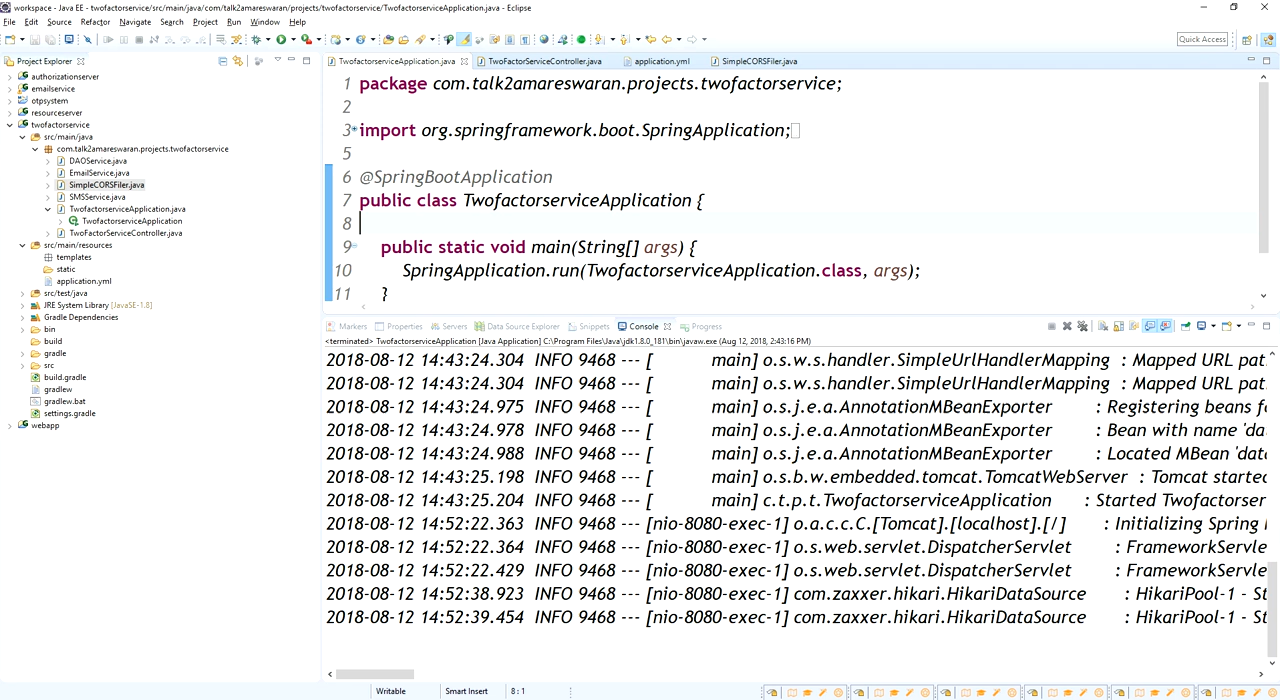 workspace - Java EE - twofactorservice/src/main/java/com/talk2amareswaran/projects/twofactorservice/TwofactorserviceApplication.java - Eclipse
File Edit Source Refactor Navigate Search Project Run Window Help
Quick Access
Project Explorer
authorizationserver
emailservice
otpsystem
resourceserver
twofactorservice
src/main/java
com.talk2amareswaran.projects.twofactorservice
DAOService.java
EmailService.java
SimpleCORSFiler.java
SMSService.java
TwofactorserviceApplication.java
TwofactorserviceApplication
TwoFactorServiceController.java
src/main/resources
templates
static
application.yml
src/test/java
JRE System Library [JavaSE-1.8]
Gradle Dependencies
bin
build
gradle
src
build.gradle
gradlew
gradlew.bat
settings.gradle
webapp
TwofactorserviceApplication.java TwoFactorServiceController.java application.yml SimpleCORSFiler.java
1 package com.talk2amareswaran.projects.twofactorservice;
2
3 import org.springframework.boot.SpringApplication;
5
6 @SpringBootApplication
7 public class TwofactorserviceApplication {
8
9 public static void main(String[] args) {
10 SpringApplication.run(TwofactorserviceApplication.class, args);
11 }
Markers Properties Servers Data Source Explorer Snippets Console Progress
<terminated> TwofactorserviceApplication [Java Application] C:\Program Files\Java\jdk1.8.0_181\bin\javaw.exe (Aug 12, 2018, 2:43:16 PM)
2018-08-12 14:43:24.304 INFO 9468 --- [ main] o.s.w.s.handler.SimpleUrlHandlerMapping : Mapped URL pat
2018-08-12 14:43:24.304 INFO 9468 --- [ main] o.s.w.s.handler.SimpleUrlHandlerMapping : Mapped URL pat
2018-08-12 14:43:24.975 INFO 9468 --- [ main] o.s.j.e.a.AnnotationMBeanExporter : Registering beans fo
2018-08-12 14:43:24.978 INFO 9468 --- [ main] o.s.j.e.a.AnnotationMBeanExporter : Bean with name 'da
2018-08-12 14:43:24.988 INFO 9468 --- [ main] o.s.j.e.a.AnnotationMBeanExporter : Located MBean 'date
2018-08-12 14:43:25.198 INFO 9468 --- [ main] o.s.b.w.embedded.tomcat.TomcatWebServer : Tomcat started
2018-08-12 14:43:25.204 INFO 9468 --- [ main] c.t.p.t.TwofactorserviceApplication : Started Twofactorser
2018-08-12 14:52:22.363 INFO 9468 --- [nio-8080-exec-1] o.a.c.c.C.[Tomcat].[localhost].[/] : Initializing Spring
2018-08-12 14:52:22.364 INFO 9468 --- [nio-8080-exec-1] o.s.web.servlet.DispatcherServlet : FrameworkServle
2018-08-12 14:52:22.429 INFO 9468 --- [nio-8080-exec-1] o.s.web.servlet.DispatcherServlet : FrameworkServle
2018-08-12 14:52:38.923 INFO 9468 --- [nio-8080-exec-1] com.zaxxer.hikari.HikariDataSource : HikariPool-1 - St
2018-08-12 14:52:39.454 INFO 9468 --- [nio-8080-exec-1] com.zaxxer.hikari.HikariDataSource : HikariPool-1 - St
Writable Smart Insert 8 : 1